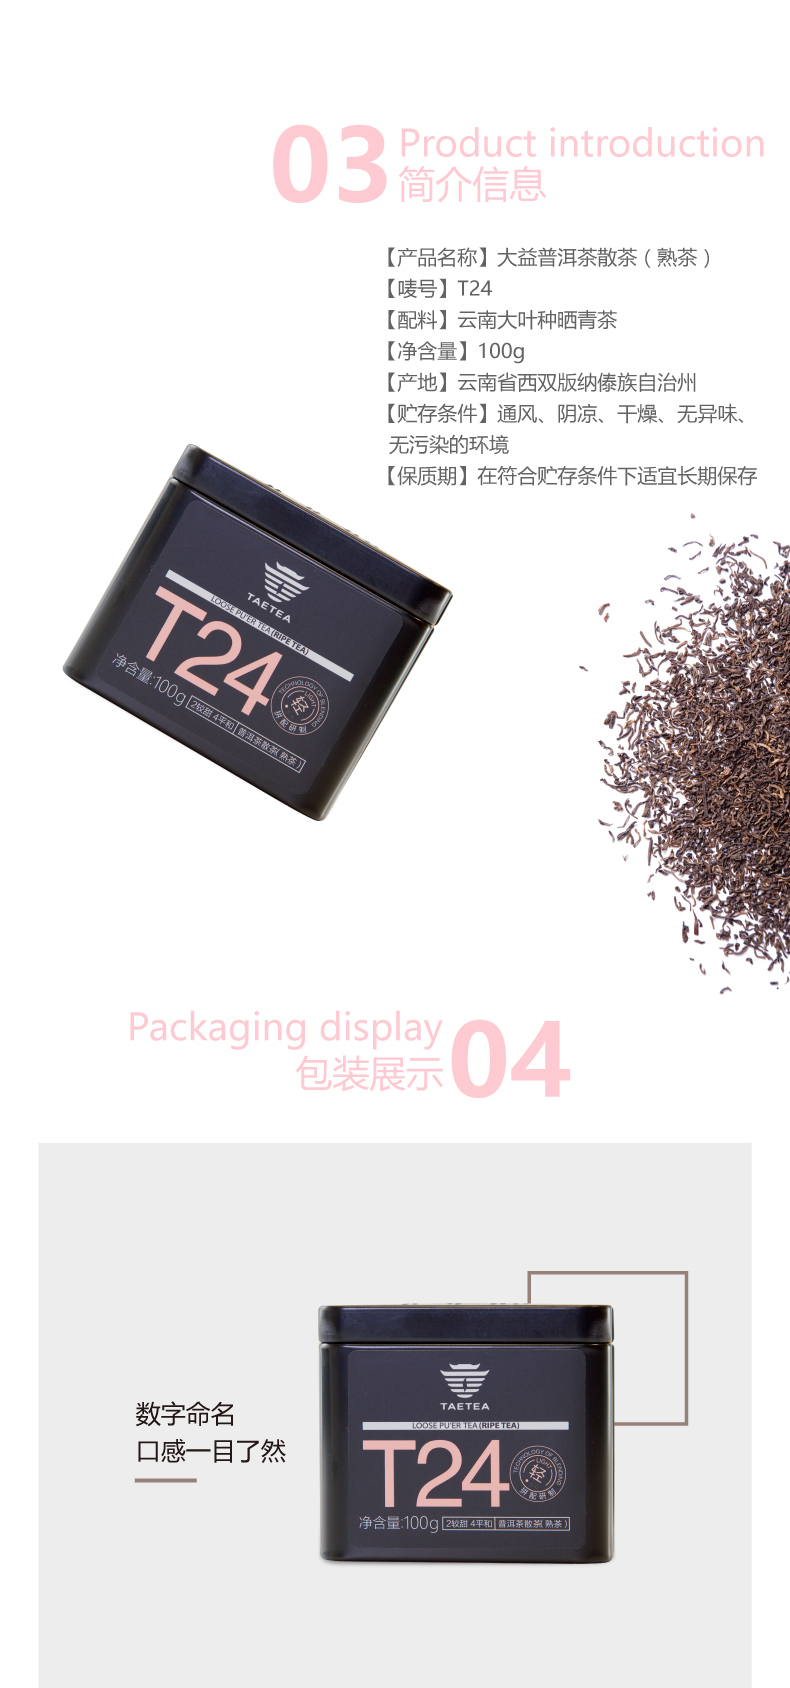 03
Product introduction
简介信息
【产品名称】大益普洱茶散茶（熟茶）
【唛号】T24
【配料】云南大叶种晒青茶
【净含量】100g
【产地】云南省西双版纳傣族自治州
【贮存条件】通风、阴凉、干燥、无异味、
无污染的环境
【保质期】在符合贮存条件下适宜长期保存
TAETEA
LOOSE PU'ER TEA (RIPE TEA)
T24
TECHNOLOGY OF BLENDING
LIGHT
轻
拼配研制
净含量:100g
2较甜 4平和 普洱茶散茶(熟茶)
Packaging display
包装展示
04
数字命名
口感一目了然
TAETEA
LOOSE PU'ER TEA (RIPE TEA)
T24
TECHNOLOGY OF BLENDING
LIGHT
轻
拼配研制
净含量:100g
2较甜 4平和 普洱茶散茶(熟茶)